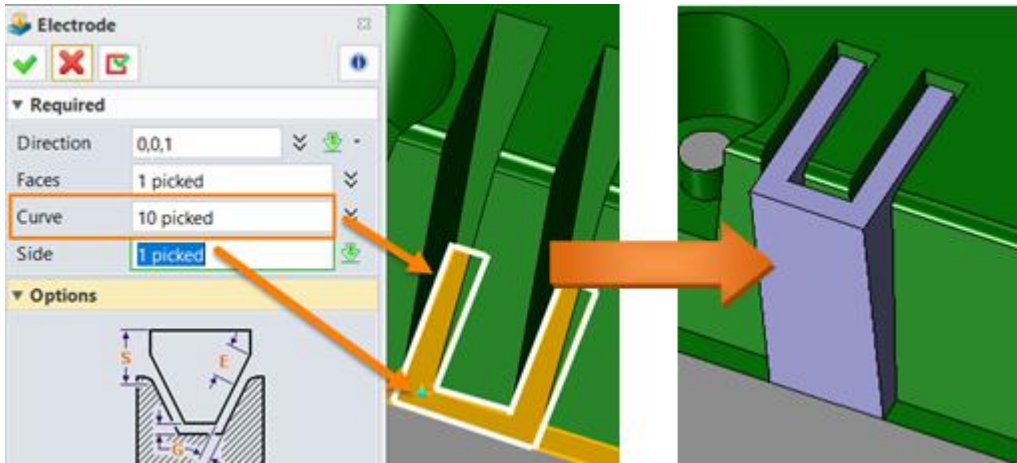 Electrode
Required
Direction 0,0,1
Faces 1 picked
Curve 10 picked
Side 1 picked
Options
S
E
G